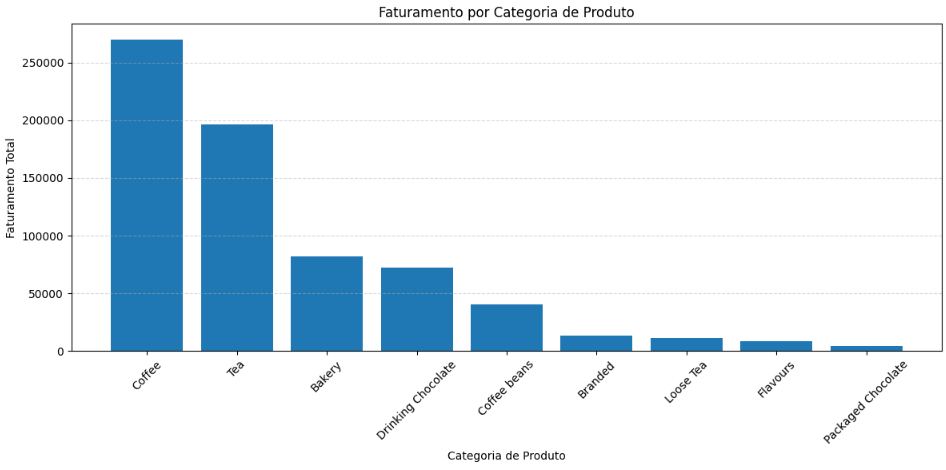 Faturamento por Categoria de Produto
Faturamento Total
250000
200000
150000
100000
50000
0
Coffee
Tea
Bakery
Drinking Chocolate
Coffee beans
Branded
Loose Tea
Flavours
Packaged Chocolate
Categoria de Produto